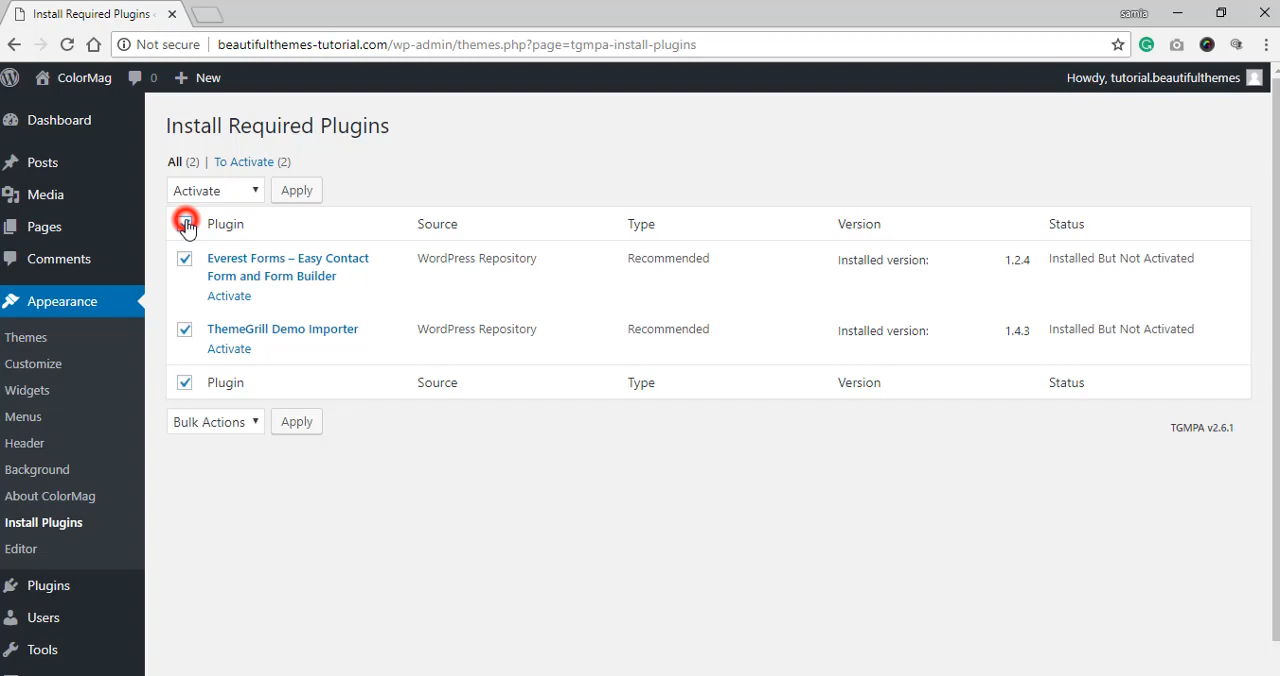 Install Required Plugins
samia
Not secure
beautifulthemes-tutorial.com/wp-admin/themes.php?page=tgmpa-install-plugins
ColorMag 0 New
Howdy, tutorial.beautifulthemes
Dashboard
Posts
Media
Pages
Comments
Appearance
Themes
Customize
Widgets
Menus
Header
Background
About ColorMag
Install Plugins
Editor
Plugins
Users
Tools
Install Required Plugins
All (2) | To Activate (2)
Activate Apply
Plugin Source Type Version Status
Everest Forms – Easy Contact Form and Form Builder WordPress Repository Recommended Installed version: 1.2.4 Installed But Not Activated
Activate
ThemeGrill Demo Importer WordPress Repository Recommended Installed version: 1.4.3 Installed But Not Activated
Activate
Plugin Source Type Version Status
Bulk Actions Apply
TGMPA v2.6.1